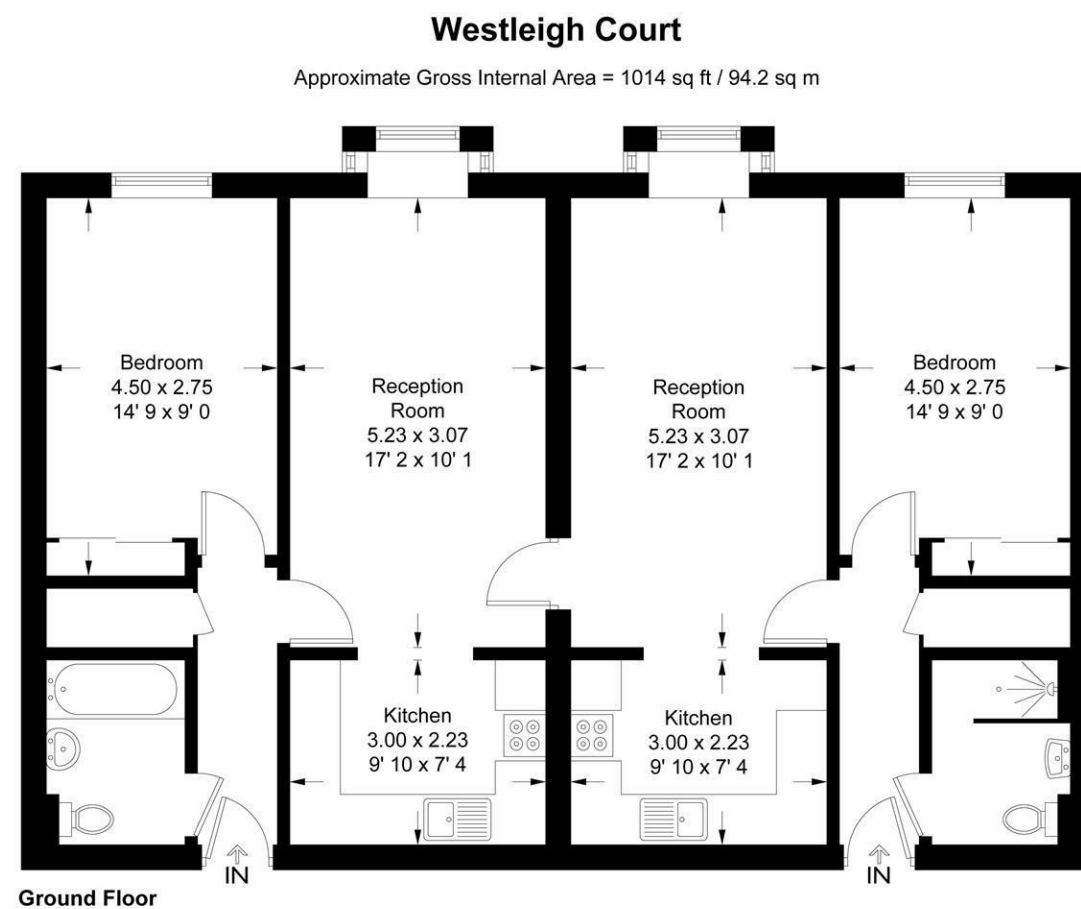 Westleigh Court
Approximate Gross Internal Area = 1014 sq ft / 94.2 sq m
Bedroom
4.50 x 2.75
14' 9 x 9' 0
Reception
Room
5.23 x 3.07
17' 2 x 10' 1
Reception
Room
5.23 x 3.07
17' 2 x 10' 1
Bedroom
4.50 x 2.75
14' 9 x 9' 0
Kitchen
3.00 x 2.23
9' 10 x 7' 4
Kitchen
3.00 x 2.23
9' 10 x 7' 4
IN
IN
Ground Floor